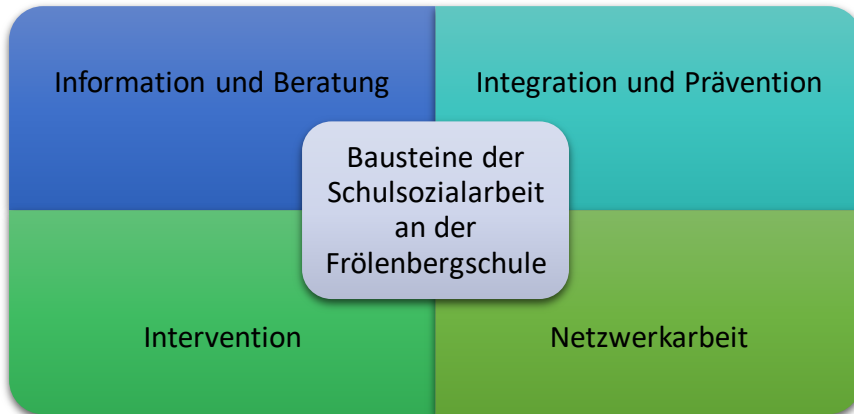 Information und Beratung
Integration und Prävention
Bausteine der
Schulsozialarbeit
an der
Frölenbergschule
Intervention
Netzwerkarbeit